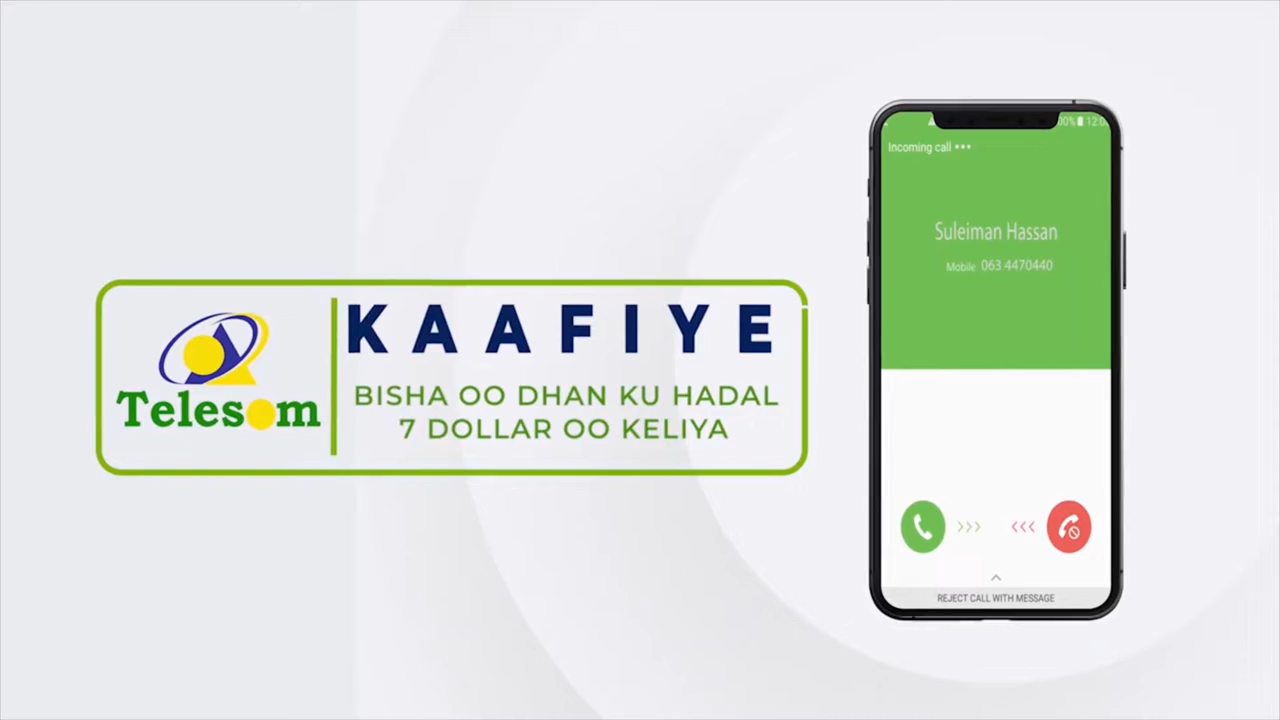 Telesom
KAAFIYE
BISHA OO DHAN KU HADAL
7 DOLLAR OO KELIYA
Incoming call •••
Suleiman Hassan
Mobile 063 4470440
REJECT CALL WITH MESSAGE